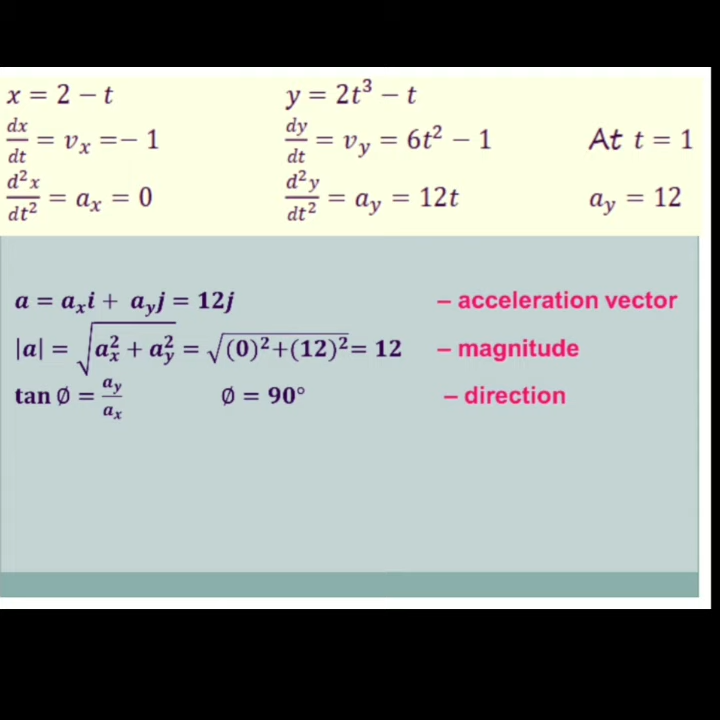 x = 2 − t y = 2t³ − t
dx/dt = vₓ =− 1 dy/dt = v_y = 6t² − 1 At t = 1
d²x/dt² = aₓ = 0 d²y/dt² = a_y = 12t a_y = 12
a = aₓi + a_yj = 12j – acceleration vector
|a| = √(aₓ² + a_y²) = √(0)²+(12)² = 12 – magnitude
tan Ø = a_y/aₓ Ø = 90° – direction